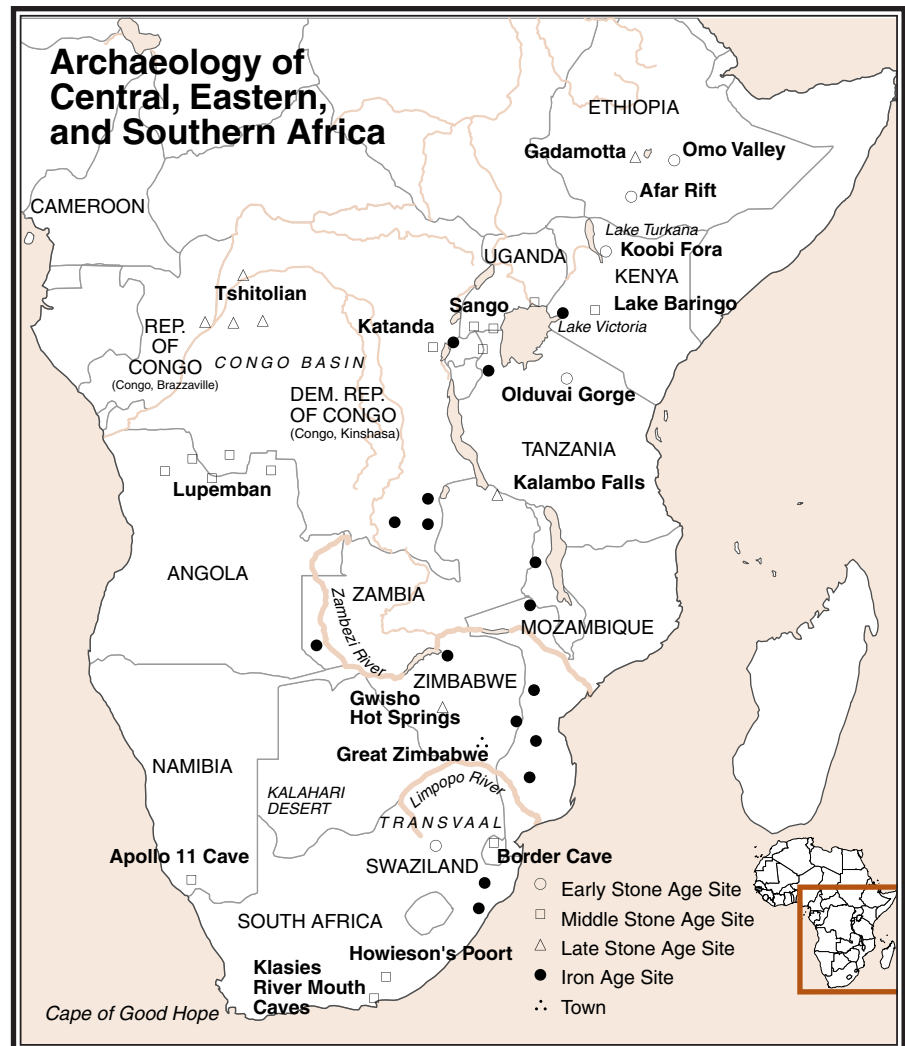 Archaeology of
Central, Eastern,
and Southern Africa
ETHIOPIA
Gadamotta
Omo Valley
Afar Rift
CAMEROON
Lake Turkana
Koobi Fora
UGANDA
KENYA
Tshitolian
Sango
Lake Baringo
Katanda
Lake Victoria
REP.
OF
CONGO
(Congo, Brazzaville)
CONGO BASIN
DEM. REP.
OF CONGO
(Congo, Kinshasa)
Olduvai Gorge
TANZANIA
Kalambo Falls
Lupemban
ANGOLA
ZAMBIA
Zambezi River
MOZAMBIQUE
ZIMBABWE
Gwisho
Hot Springs
Great Zimbabwe
NAMIBIA
KALAHARI
DESERT
Limpopo River
TRANSVAAL
Apollo 11 Cave
SWAZILAND
Border Cave
SOUTH AFRICA
Howieson's Poort
Klasies
River Mouth
Caves
Cape of Good Hope
Early Stone Age Site
Middle Stone Age Site
Late Stone Age Site
Iron Age Site
Town